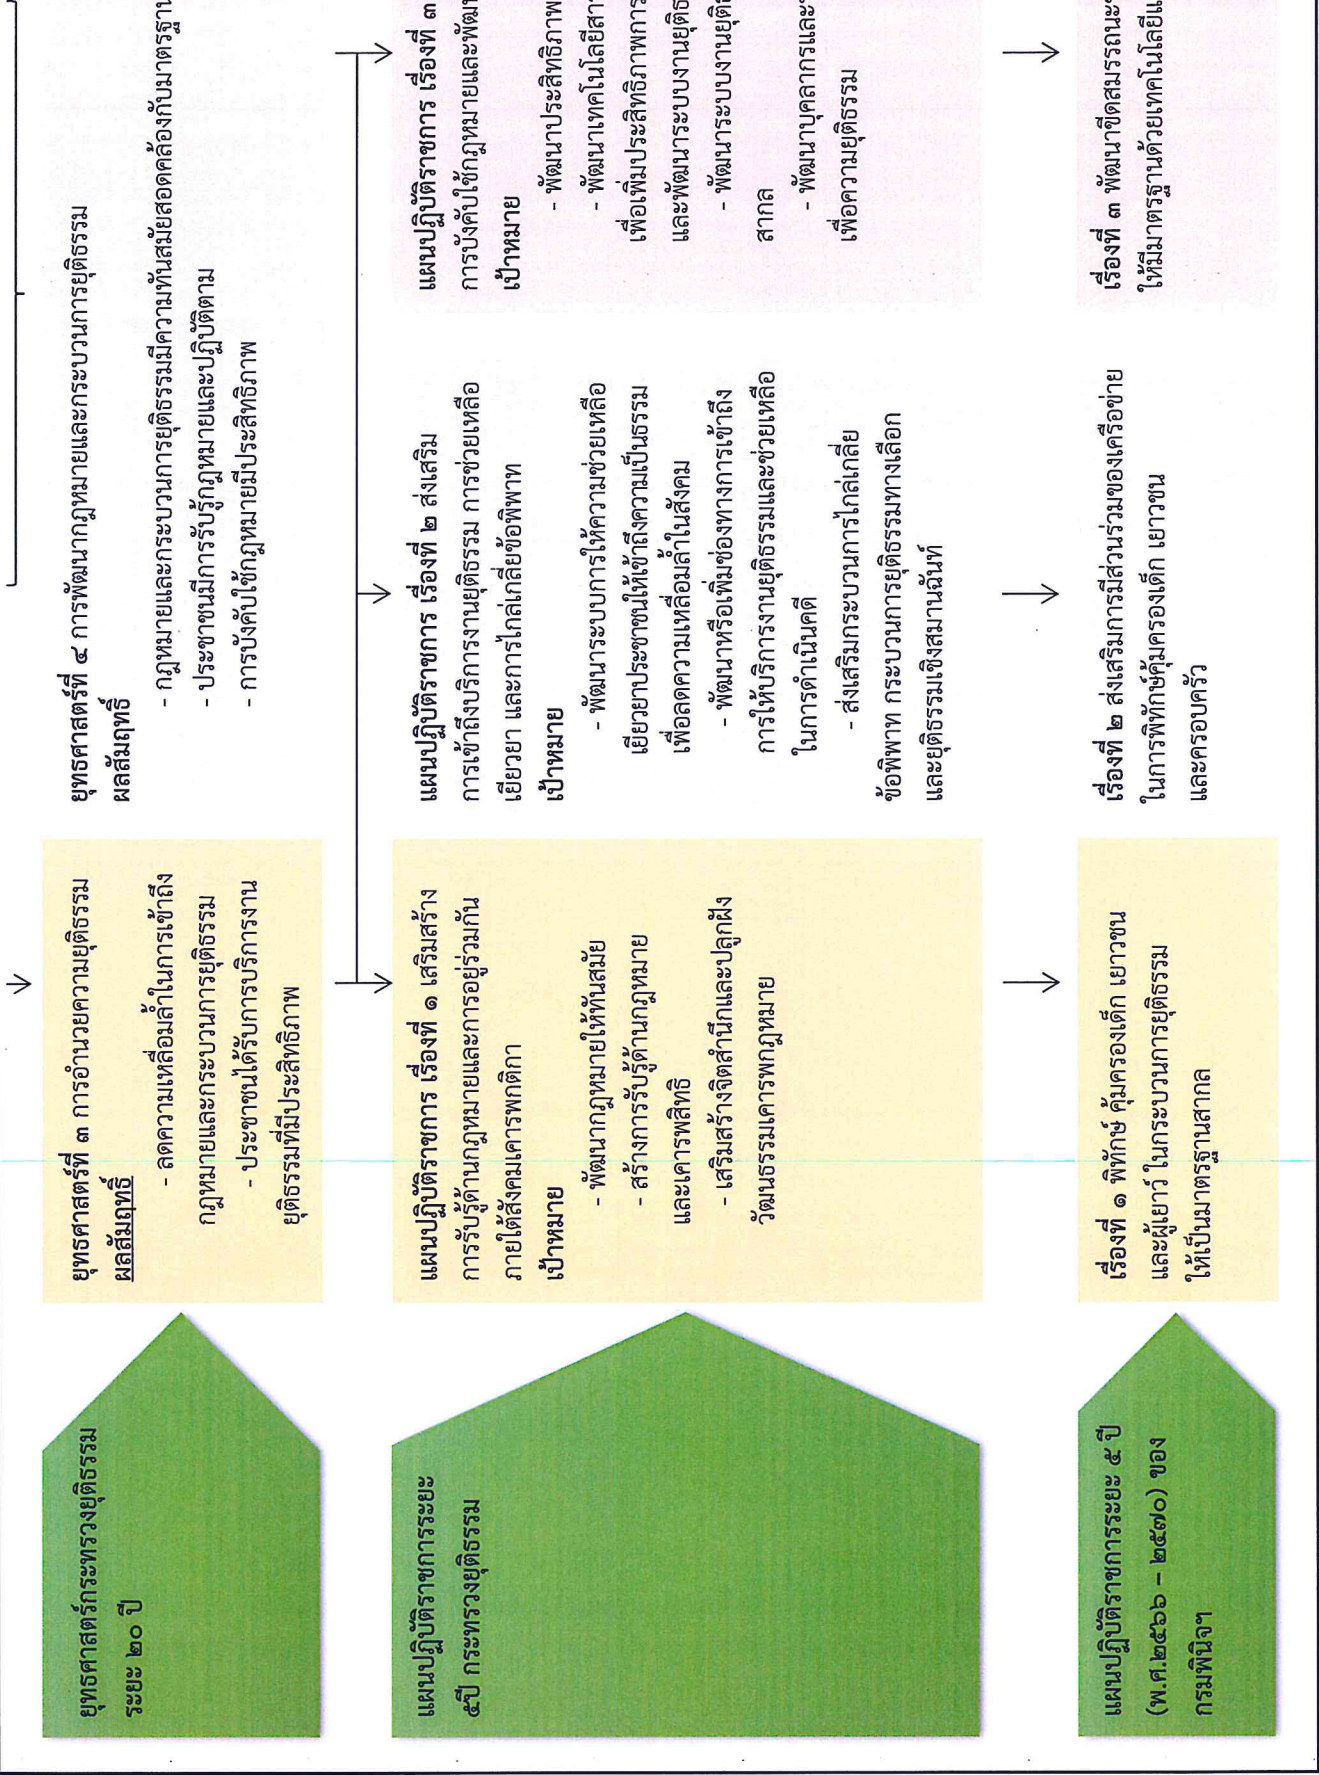 ยุทธศาสตร์กระทรวงยุติธรรม
ระยะ ๒๐ ปี
ยุทธศาสตร์ที่ ๓ การอำนวยความยุติธรรม
ผลสัมฤทธิ์
- ลดความเหลื่อมล้ำในการเข้าถึง
กฎหมายและกระบวนการยุติธรรม
- ประชาชนได้รับการบริการงาน
ยุติธรรมที่มีประสิทธิภาพ
ยุทธศาสตร์ที่ ๔ การพัฒนากฎหมายและกระบวนการยุติธรรม
ผลสัมฤทธิ์
- กฎหมายและกระบวนการยุติธรรมมีความทันสมัยสอดคล้องกับมาตรฐาน
- ประชาชนมีการรับรู้กฎหมายและปฏิบัติตาม
- การบังคับใช้กฎหมายมีประสิทธิภาพ
แผนปฏิบัติราชการระยะ
๕ปี กระทรวงยุติธรรม
แผนปฏิบัติราชการ เรื่องที่ ๑ เสริมสร้าง
การรับรู้ด้านกฎหมายและการอยู่ร่วมกัน
ภายใต้สังคมเคารพกติกา
เป้าหมาย
- พัฒนากฎหมายให้ทันสมัย
- สร้างการรับรู้ด้านกฎหมาย
และเคารพสิทธิ
- เสริมสร้างจิตสำนึกและปลูกฝัง
วัฒนธรรมเคารพกฎหมาย
แผนปฏิบัติราชการ เรื่องที่ ๒ ส่งเสริม
การเข้าถึงบริการงานยุติธรรม การช่วยเหลือ
เยียวยา และการไกล่เกลี่ยข้อพิพาท
เป้าหมาย
- พัฒนาระบบการให้ความช่วยเหลือ
เยียวยาประชาชนให้เข้าถึงความเป็นธรรม
เพื่อลดความเหลื่อมล้ำในสังคม
- พัฒนาหรือเพิ่มช่องทางการเข้าถึง
การให้บริการงานยุติธรรมและช่วยเหลือ
ในการดำเนินคดี
- ส่งเสริมกระบวนการไกล่เกลี่ย
ข้อพิพาท กระบวนการยุติธรรมทางเลือก
และยุติธรรมเชิงสมานฉันท์
แผนปฏิบัติราชการ เรื่องที่ ๓
การบังคับใช้กฎหมายและพัฒน
เป้าหมาย
- พัฒนาประสิทธิภาพ
- พัฒนาเทคโนโลยีสา
เพื่อเพิ่มประสิทธิภาพการ
และพัฒนาระบบงานยุติธ
- พัฒนาระบบงานยุติ
สากล
- พัฒนาบุคลากรและ
เพื่อความยุติธรรม
แผนปฏิบัติราชการระยะ ๕ ปี
(พ.ศ.๒๕๖๖ – ๒๕๗๐) ของ
กรมพินิจฯ
เรื่องที่ ๑ พิทักษ์ คุ้มครองเด็ก เยาวชน
และผู้เยาว์ ในกระบวนการยุติธรรม
ให้เป็นมาตรฐานสากล
เรื่องที่ ๒ ส่งเสริมการมีส่วนร่วมของเครือข่าย
ในการพิทักษ์คุ้มครองเด็ก เยาวชน
และครอบครัว
เรื่องที่ ๓ พัฒนาขีดสมรรถนะ
ให้มีมาตรฐานด้วยเทคโนโลยีแ